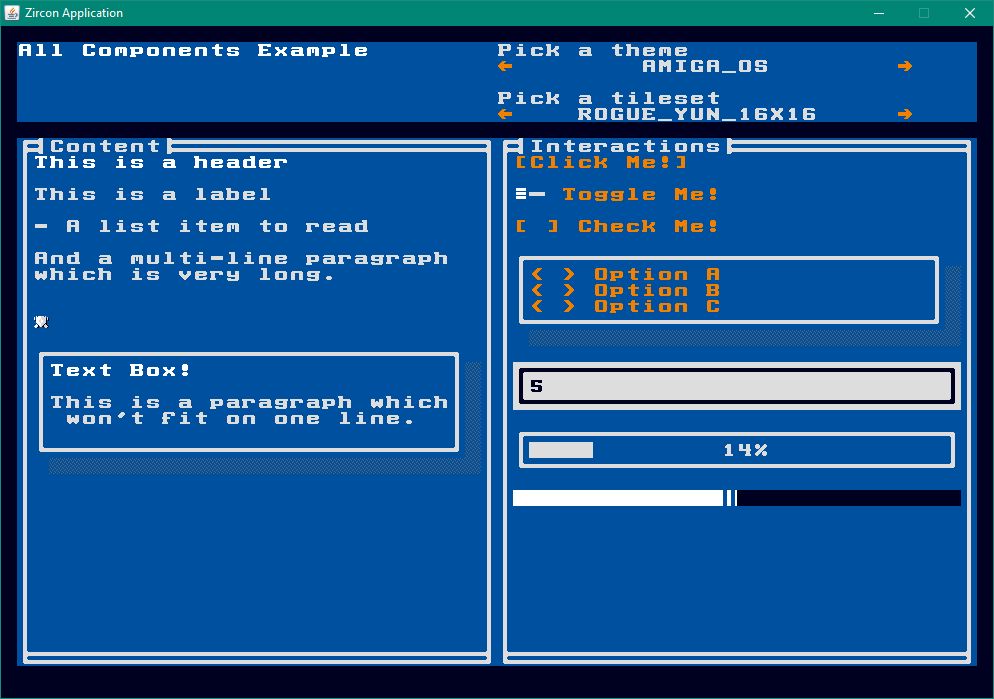 Zircon Application
All Components Example
Pick a theme
AMIGA_OS
Pick a tileset
ROGUE_YUN_16X16
Content
This is a header
This is a label
- A list item to read
And a multi-line paragraph
which is very long.
Text Box!
This is a paragraph which
won't fit on one line.
Interactions
[Click Me!]
Toggle Me!
[ ] Check Me!
< > Option A
< > Option B
< > Option C
5
14%